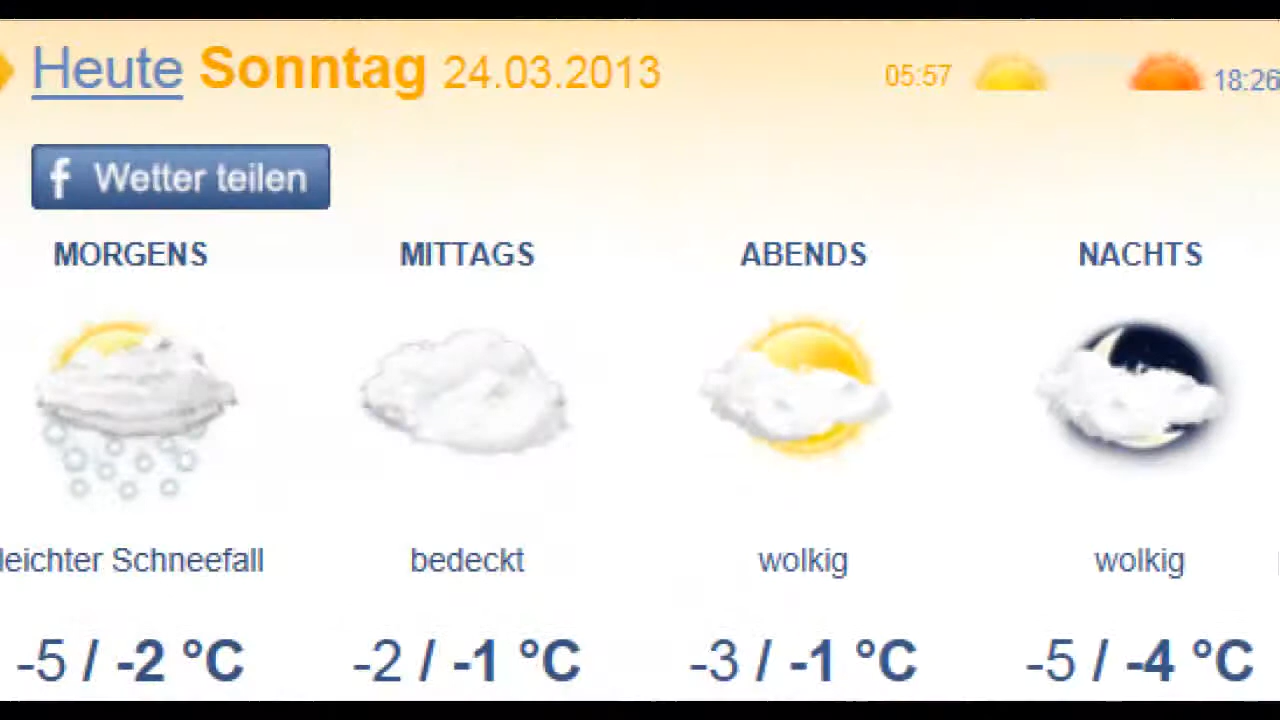 Heute Sonntag 24.03.2013 05:57 18:26
f Wetter teilen
MORGENS MITTAGS ABENDS NACHTS
leichter Schneefall bedeckt wolkig wolkig
-5 / -2 °C -2 / -1 °C -3 / -1 °C -5 / -4 °C